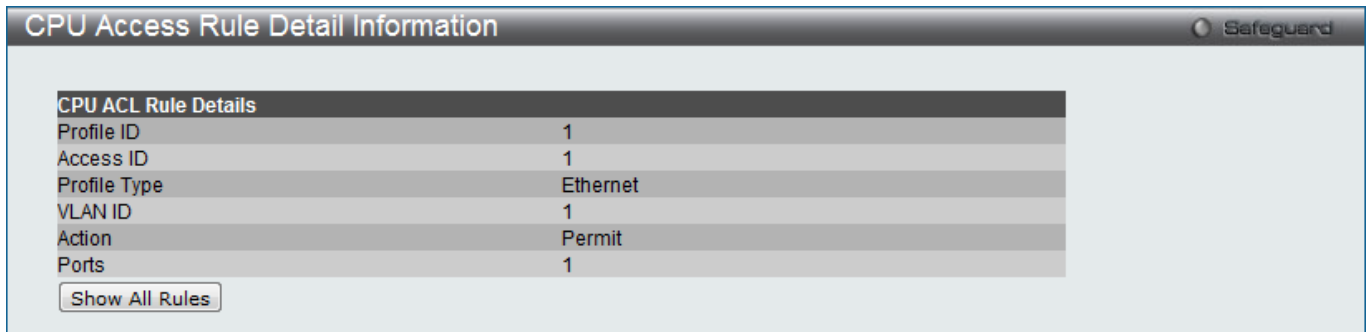 CPU Access Rule Detail Information
Safeguard
CPU ACL Rule Details
Profile ID 1
Access ID 1
Profile Type Ethernet
VLAN ID 1
Action Permit
Ports 1
Show All Rules